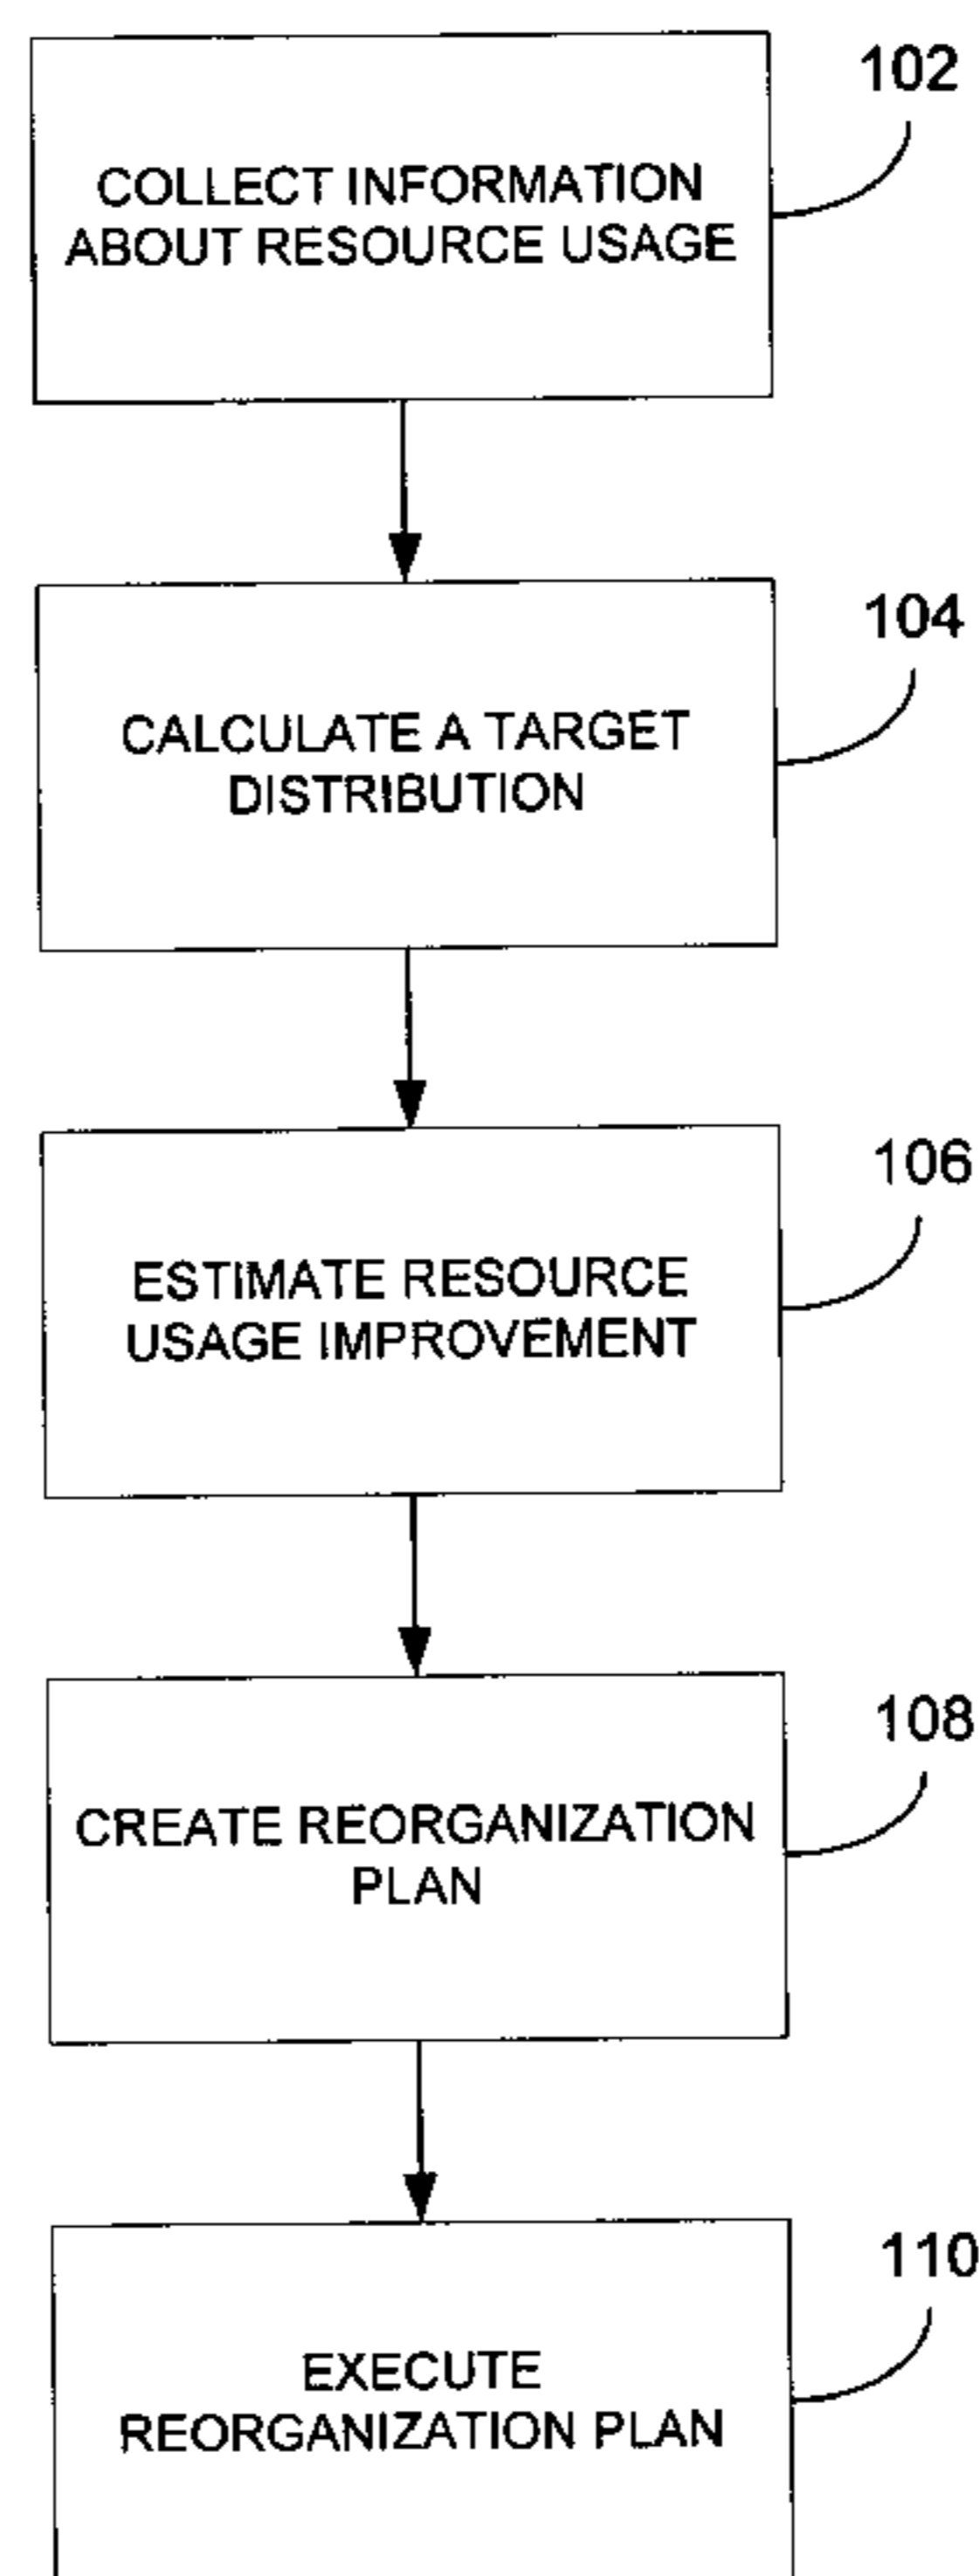 102
COLLECT INFORMATION
ABOUT RESOURCE USAGE
104
CALCULATE A TARGET
DISTRIBUTION
106
ESTIMATE RESOURCE
USAGE IMPROVEMENT
108
CREATE REORGANIZATION
PLAN
110
EXECUTE
REORGANIZATION PLAN